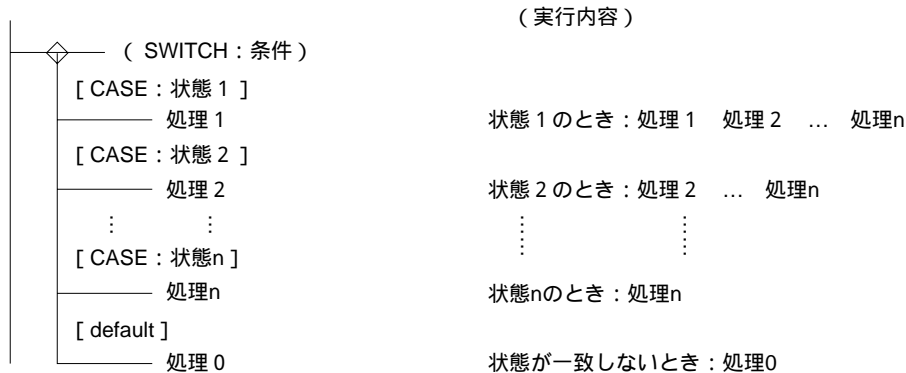 (実行内容)
( SWITCH:条件)
[ CASE:状態1 ]
処理1 状態1のとき:処理1 処理2 … 処理n
[ CASE:状態2 ]
処理2 状態2のとき:処理2 … 処理n
⋮ ⋮ ⋮ ⋮
[ CASE:状態n ]
処理n 状態nのとき:処理n
[ default ]
処理0 状態が一致しないとき:処理0